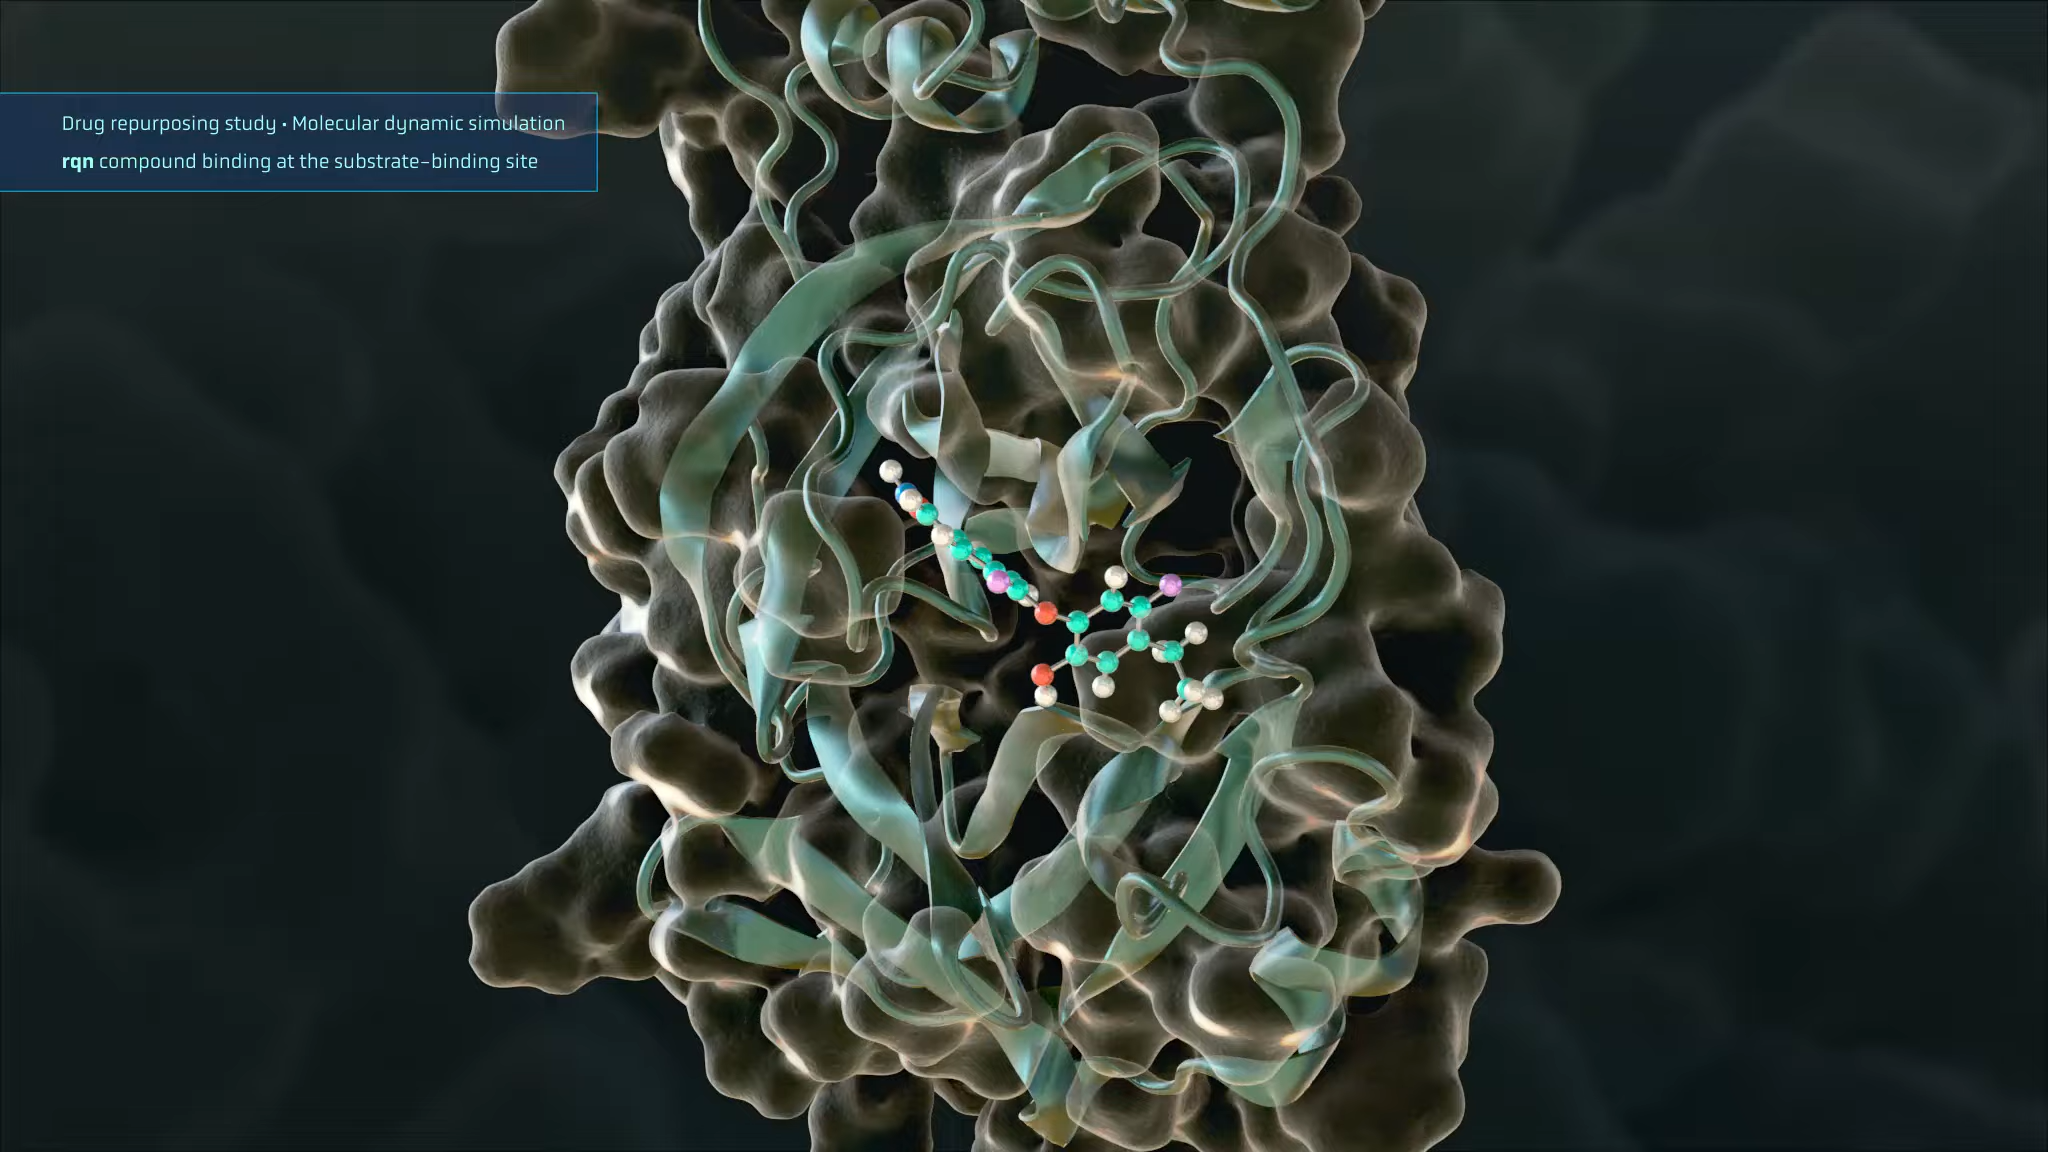 Drug repurposing study • Molecular dynamic simulation
rqn compound binding at the substrate-binding site